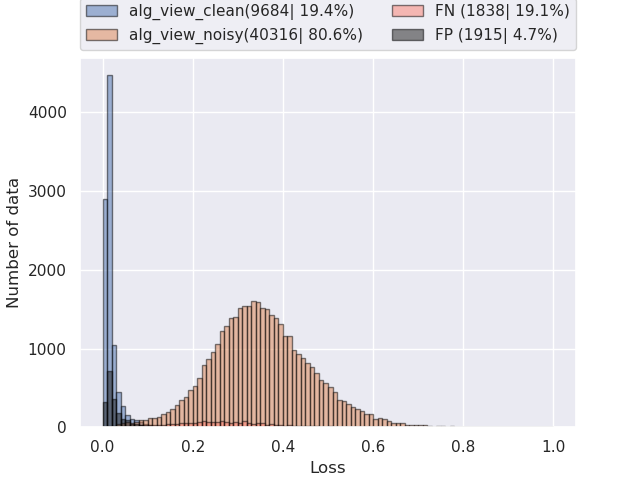 alg_view_clean(9684| 19.4%)
FN (1838| 19.1%)
alg_view_noisy(40316| 80.6%)
FP (1915| 4.7%)
4000
3000
2000
1000
0
Number of data
0.0 0.2 0.4 0.6 0.8 1.0
Loss